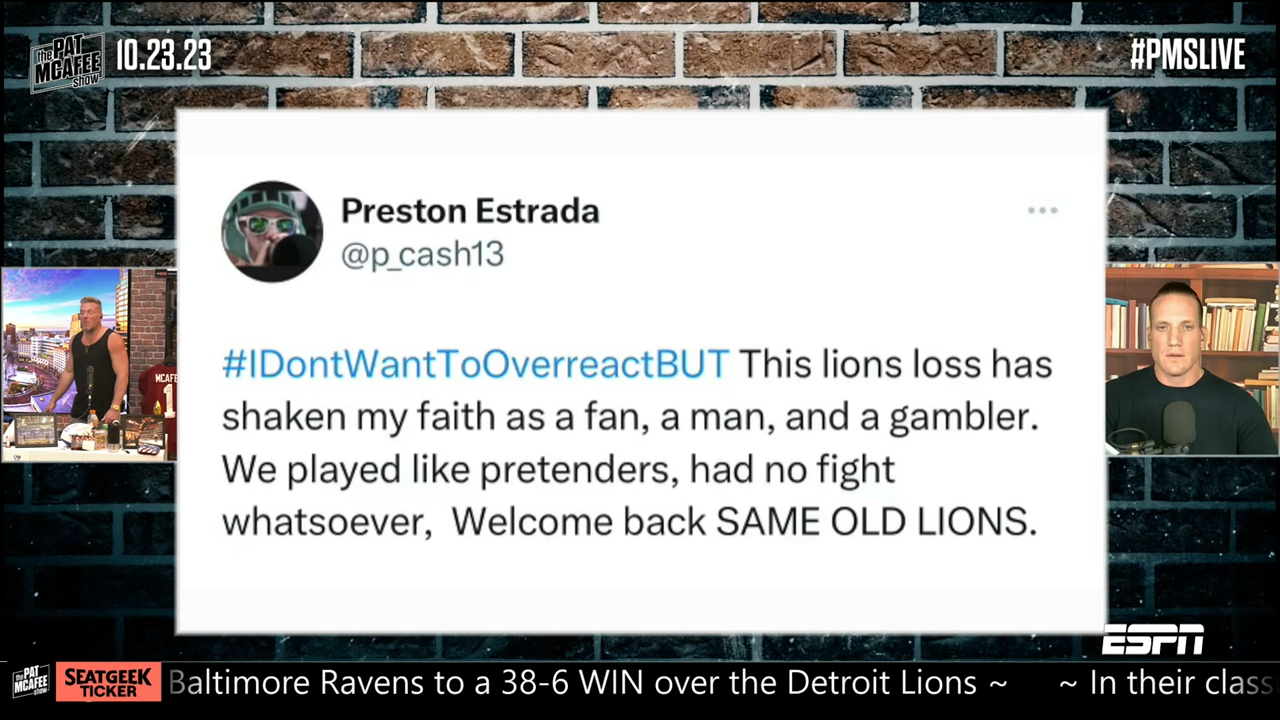 the PAT MCAFEE show
10.23.23
#PMSLIVE
Preston Estrada
@p_cash13
#IDontWantToOverreactBUT This lions loss has
shaken my faith as a fan, a man, and a gambler.
We played like pretenders, had no fight
whatsoever, Welcome back SAME OLD LIONS.
MCAFE
1
ESPN
the PAT MCAFEE show
SEATGEEK
TICKER
Baltimore Ravens to a 38-6 WIN over the Detroit Lions ~ ~ In their class